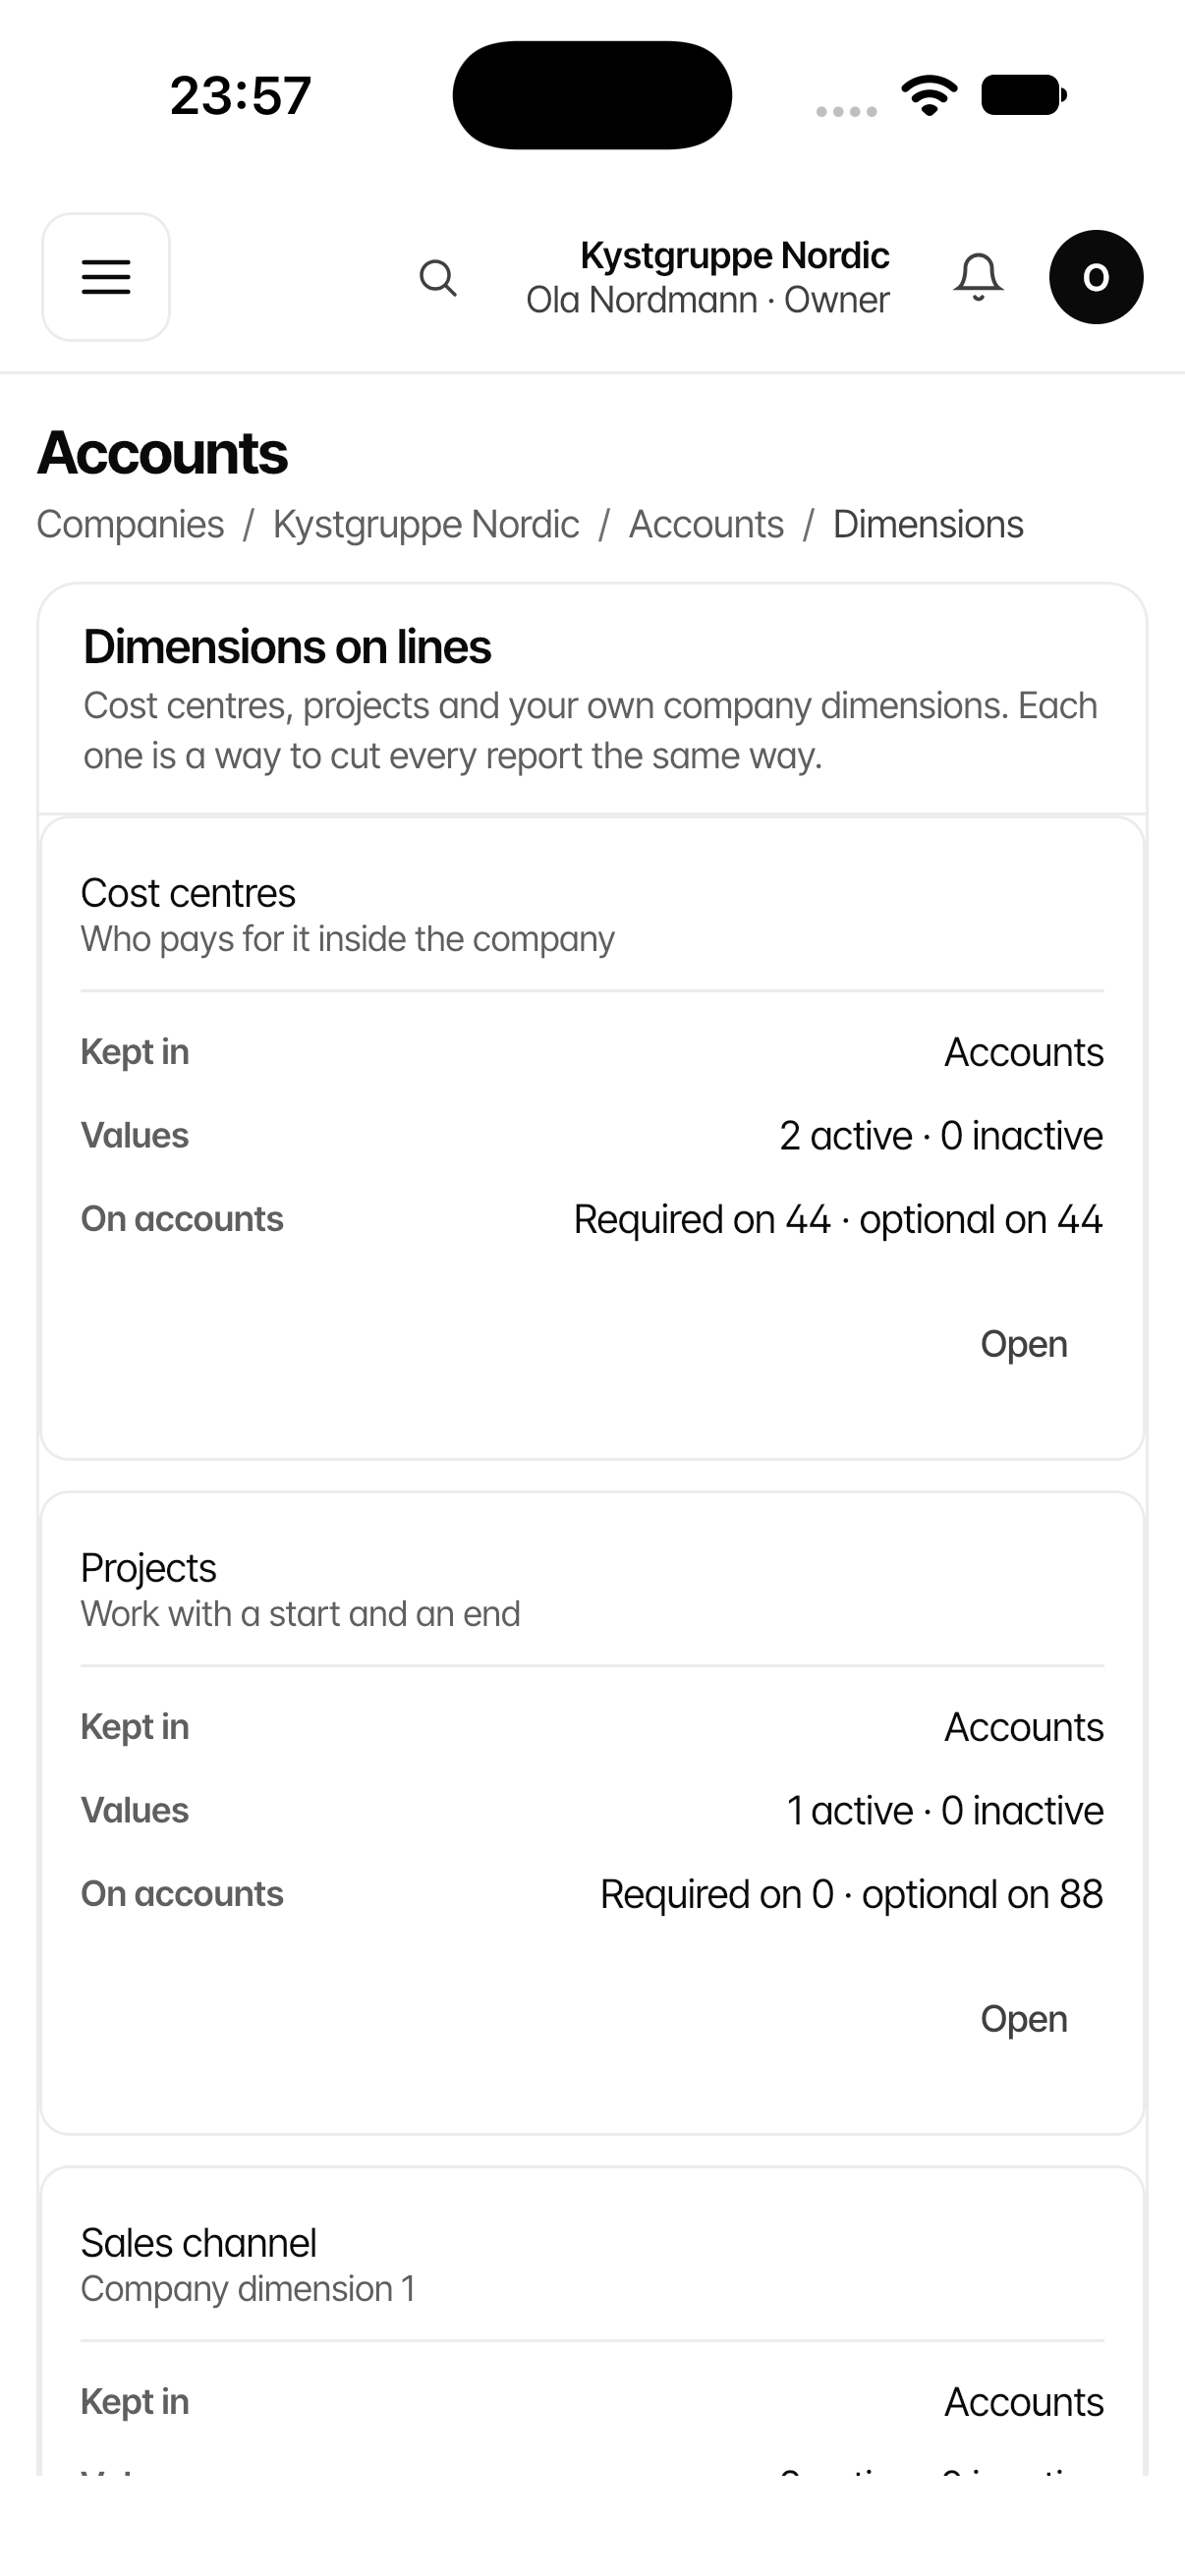 23:57
Kystgruppe Nordic
Ola Nordmann · Owner
O
Accounts
Companies / Kystgruppe Nordic / Accounts / Dimensions
Dimensions on lines
Cost centres, projects and your own company dimensions. Each
one is a way to cut every report the same way.
Cost centres
Who pays for it inside the company
Kept in Accounts
Values 2 active · 0 inactive
On accounts Required on 44 · optional on 44
Open
Projects
Work with a start and an end
Kept in Accounts
Values 1 active · 0 inactive
On accounts Required on 0 · optional on 88
Open
Sales channel
Company dimension 1
Kept in Accounts